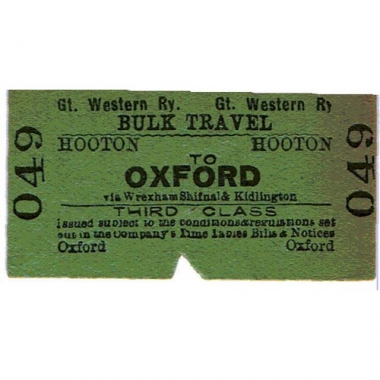 Gt. Western Ry. Gt. Western Ry
BULK TRAVEL
HOOTON HOOTON
TO
OXFORD
via Wrexham Shifnal & Kidlington
THIRD CLASS
Issued subject to the conditions & regulations set
out in the Company's Time Tables Bills & Notices
Oxford Oxford
049
049